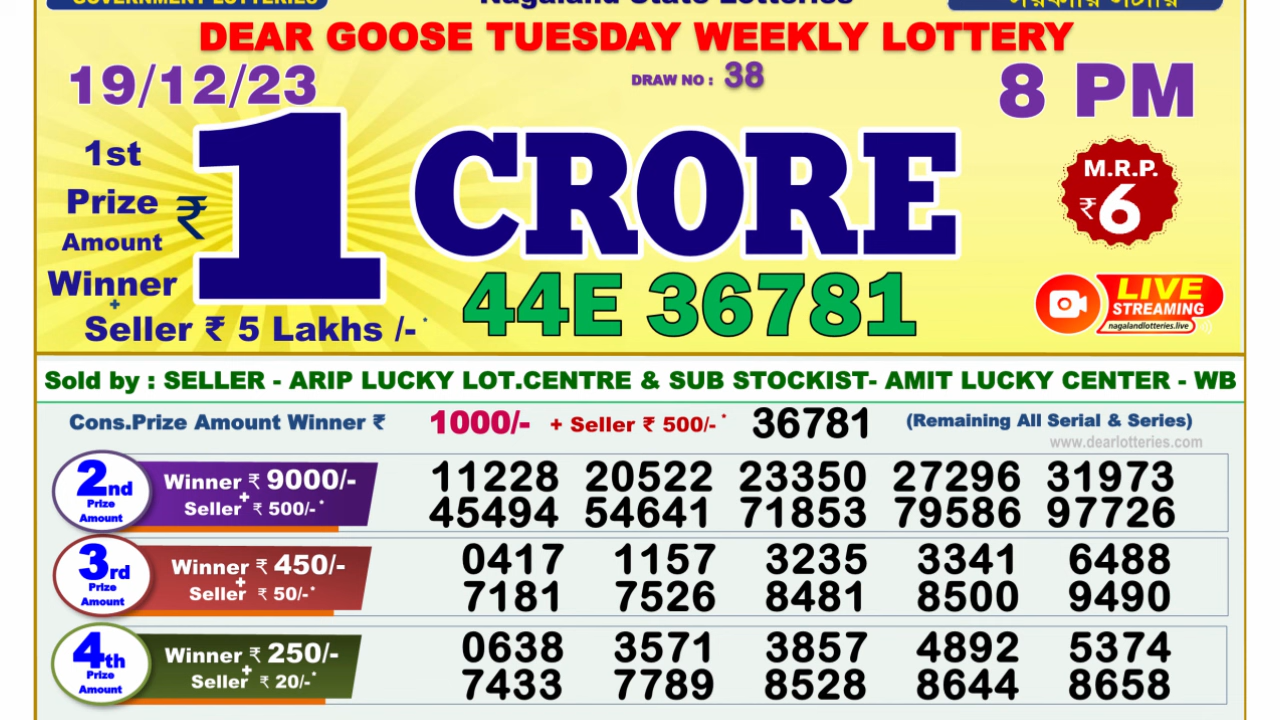 GOVERNMENT LOTTERIES
Nagaland State Lotteries
DEAR GOOSE TUESDAY WEEKLY LOTTERY
19/12/23
DRAW NO : 38
8 PM
1st
Prize
Amount
Winner
+
Seller ₹ 5 Lakhs /-*
₹ 1 CRORE
44E 36781
M.R.P.
₹6
LIVE
STREAMING
nagalandlotteries.live
Sold by : SELLER - ARIP LUCKY LOT.CENTRE & SUB STOCKIST- AMIT LUCKY CENTER - WB
Cons.Prize Amount Winner ₹ 1000/- + Seller ₹ 500/-* 36781 (Remaining All Serial & Series)
www.dearlotteries.com
2nd
Prize
Amount
Winner ₹ 9000/-
+
Seller ₹ 500/-*
11228 20522 23350 27296 31973
45494 54641 71853 79586 97726
3rd
Prize
Amount
Winner ₹ 450/-
+
Seller ₹ 50/-*
0417 1157 3235 3341 6488
7181 7526 8481 8500 9490
4th
Prize
Amount
Winner ₹ 250/-
+
Seller ₹ 20/-*
0638 3571 3857 4892 5374
7433 7789 8528 8644 8658